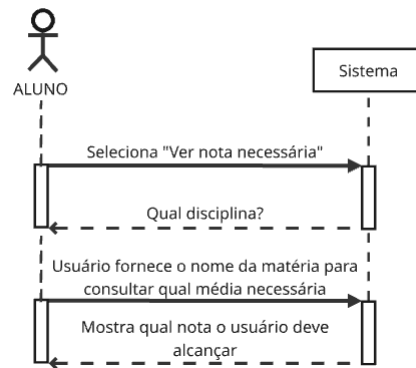 ALUNO
Sistema
Seleciona "Ver nota necessária"
Qual disciplina?
Usuário fornece o nome da matéria para
consultar qual média necessária
Mostra qual nota o usuário deve
alcançar